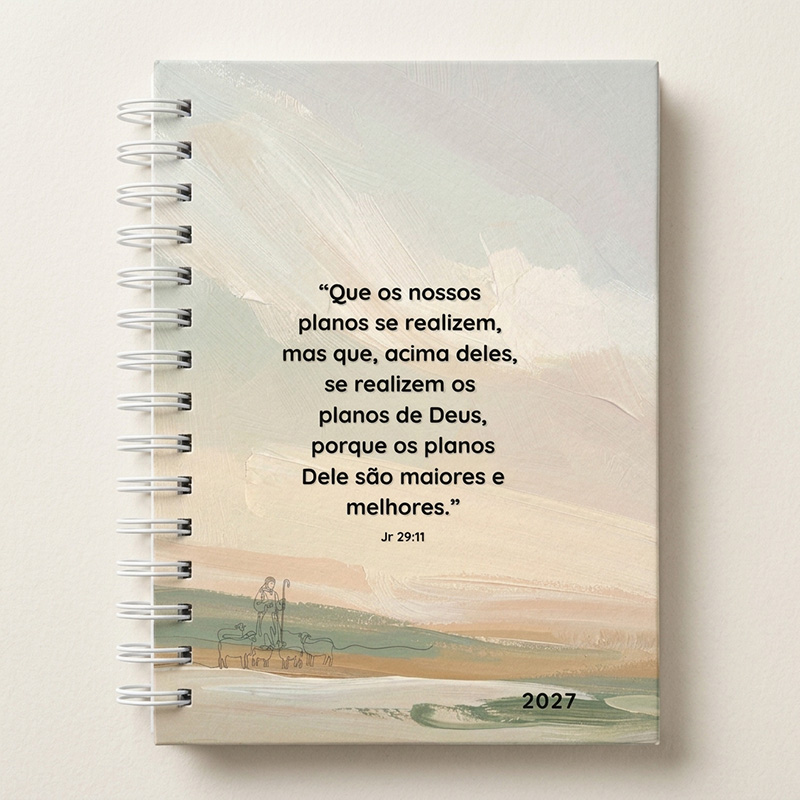 “Que os nossos
planos se realizem,
mas que, acima deles,
se realizem os
planos de Deus,
porque os planos
Dele são maiores e
melhores.”
Jr 29:11
2027